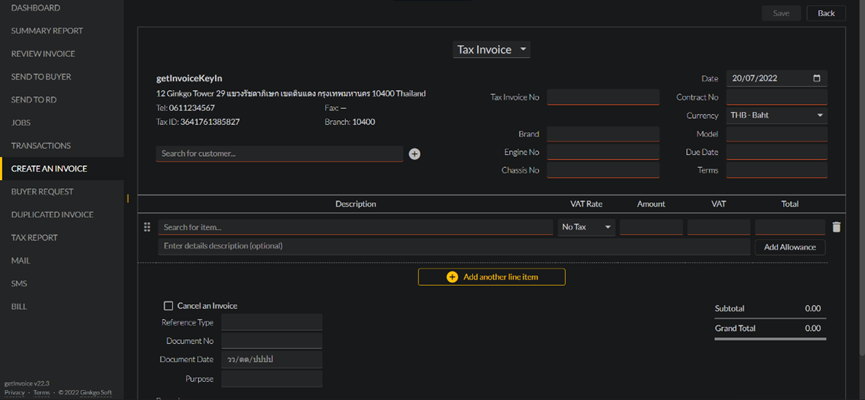 DASHBOARD
SUMMARY REPORT
REVIEW INVOICE
SEND TO BUYER
SEND TO RD
JOBS
TRANSACTIONS
CREATE AN INVOICE
BUYER REQUEST
DUPLICATED INVOICE
TAX REPORT
MAIL
SMS
BILL
getInvoice v22.3
Privacy - Terms - © 2022 Ginkgo Soft
Save Back
Tax Invoice
getInvoiceKeyIn
12 Ginkgo Tower 29 แขวงรัชดาภิเษก เขตดินแดง กรุงเทพมหานคร 10400 Thailand
Tel: 0611234567 Fax: —
Tax ID: 3641761385827 Branch: 10400
Search for customer...
Date 20/07/2022
Tax Invoice No Contract No
Currency THB - Baht
Brand Model
Engine No Due Date
Chassis No Terms
Description VAT Rate Amount VAT Total
Search for item... No Tax
Enter details description (optional) Add Allowance
Add another line item
Cancel an Invoice
Reference Type
Document No
Document Date วว/ดด/ปปปป
Purpose
Subtotal 0.00
Grand Total 0.00